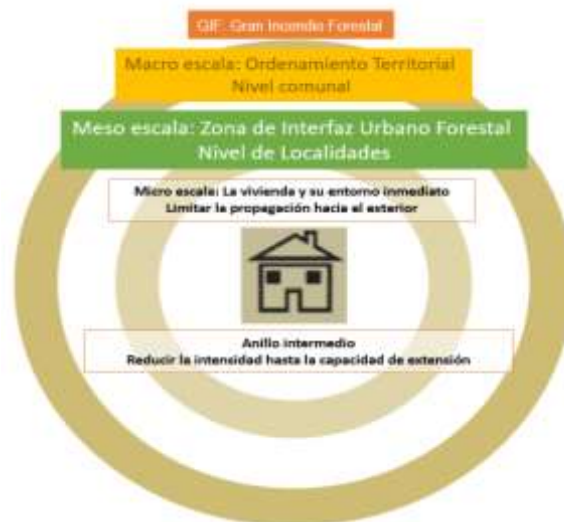 GIF: Gran Incendio Forestal
Macro escala: Ordenamiento Territorial
Nivel comunal
Meso escala: Zona de Interfaz Urbano Forestal
Nivel de Localidades
Micro escala: La vivienda y su entorno inmediato
Limitar la propagación hacia el exterior
Anillo intermedio
Reducir la intensidad hasta la capacidad de extensión